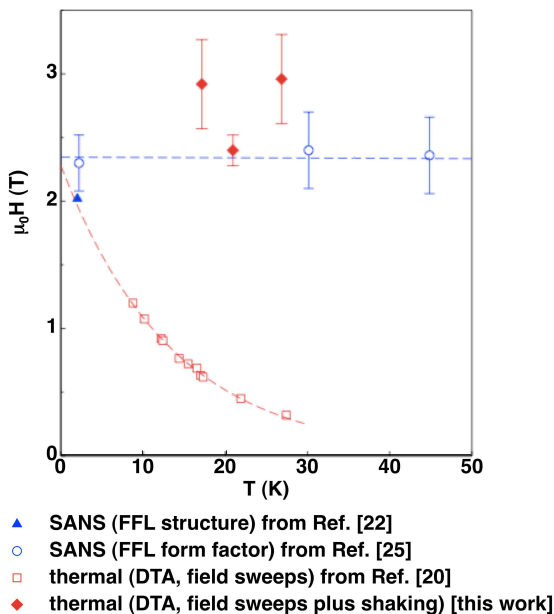 3
2
1
0
μ₀H (T)
0 10 20 30 40 50
T (K)
SANS (FFL structure) from Ref. [22]
SANS (FFL form factor) from Ref. [25]
thermal (DTA, field sweeps) from Ref. [20]
thermal (DTA, field sweeps plus shaking) [this work]